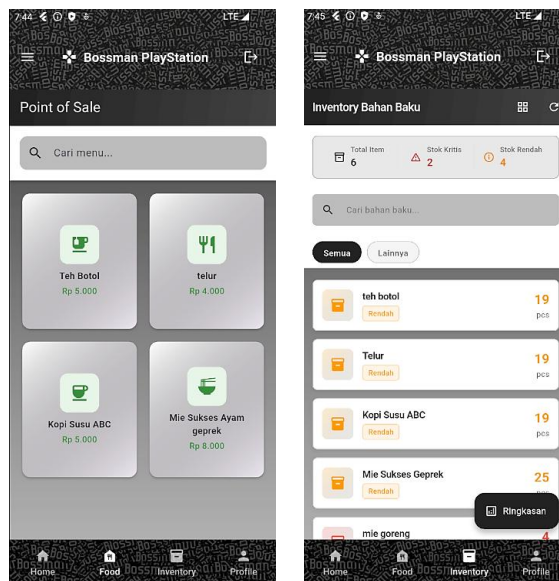 7:44
LTE
Bossman PlayStation
Point of Sale
Cari menu...
Teh Botol
Rp 5.000
telur
Rp 4.000
Kopi Susu ABC
Rp 5.000
Mie Sukses Ayam
geprek
Rp 8.000
Home
Food
Inventory
Profile
7:45
LTE
Bossman PlayStation
Inventory Bahan Baku
Total Item
6
Stok Kritis
2
Stok Rendah
4
Cari bahan baku...
Semua
Lainnya
teh botol
Rendah
19
pcs
Telur
Rendah
19
pcs
Kopi Susu ABC
Rendah
19
pcs
Mie Sukses Geprek
Rendah
25
Ringkasan
mie goreng
4
Home
Food
Inventory
Profile